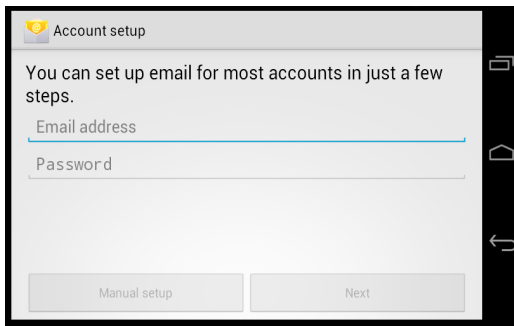 Account setup
You can set up email for most accounts in just a few
steps.
Email address
Password
Manual setup
Next